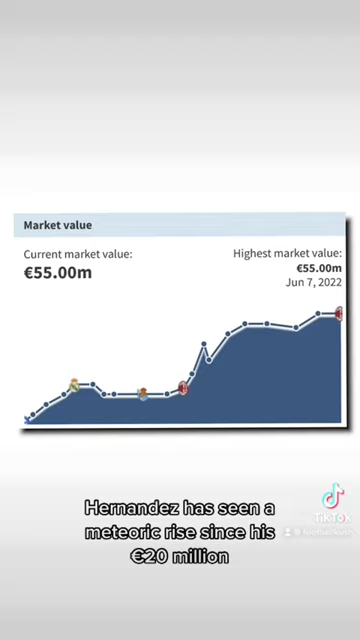 Market value
Current market value:
€55.00m
Highest market value:
€55.00m
Jun 7, 2022
TikTok
Hernandez has seen a
meteoric rise since his
€20 million